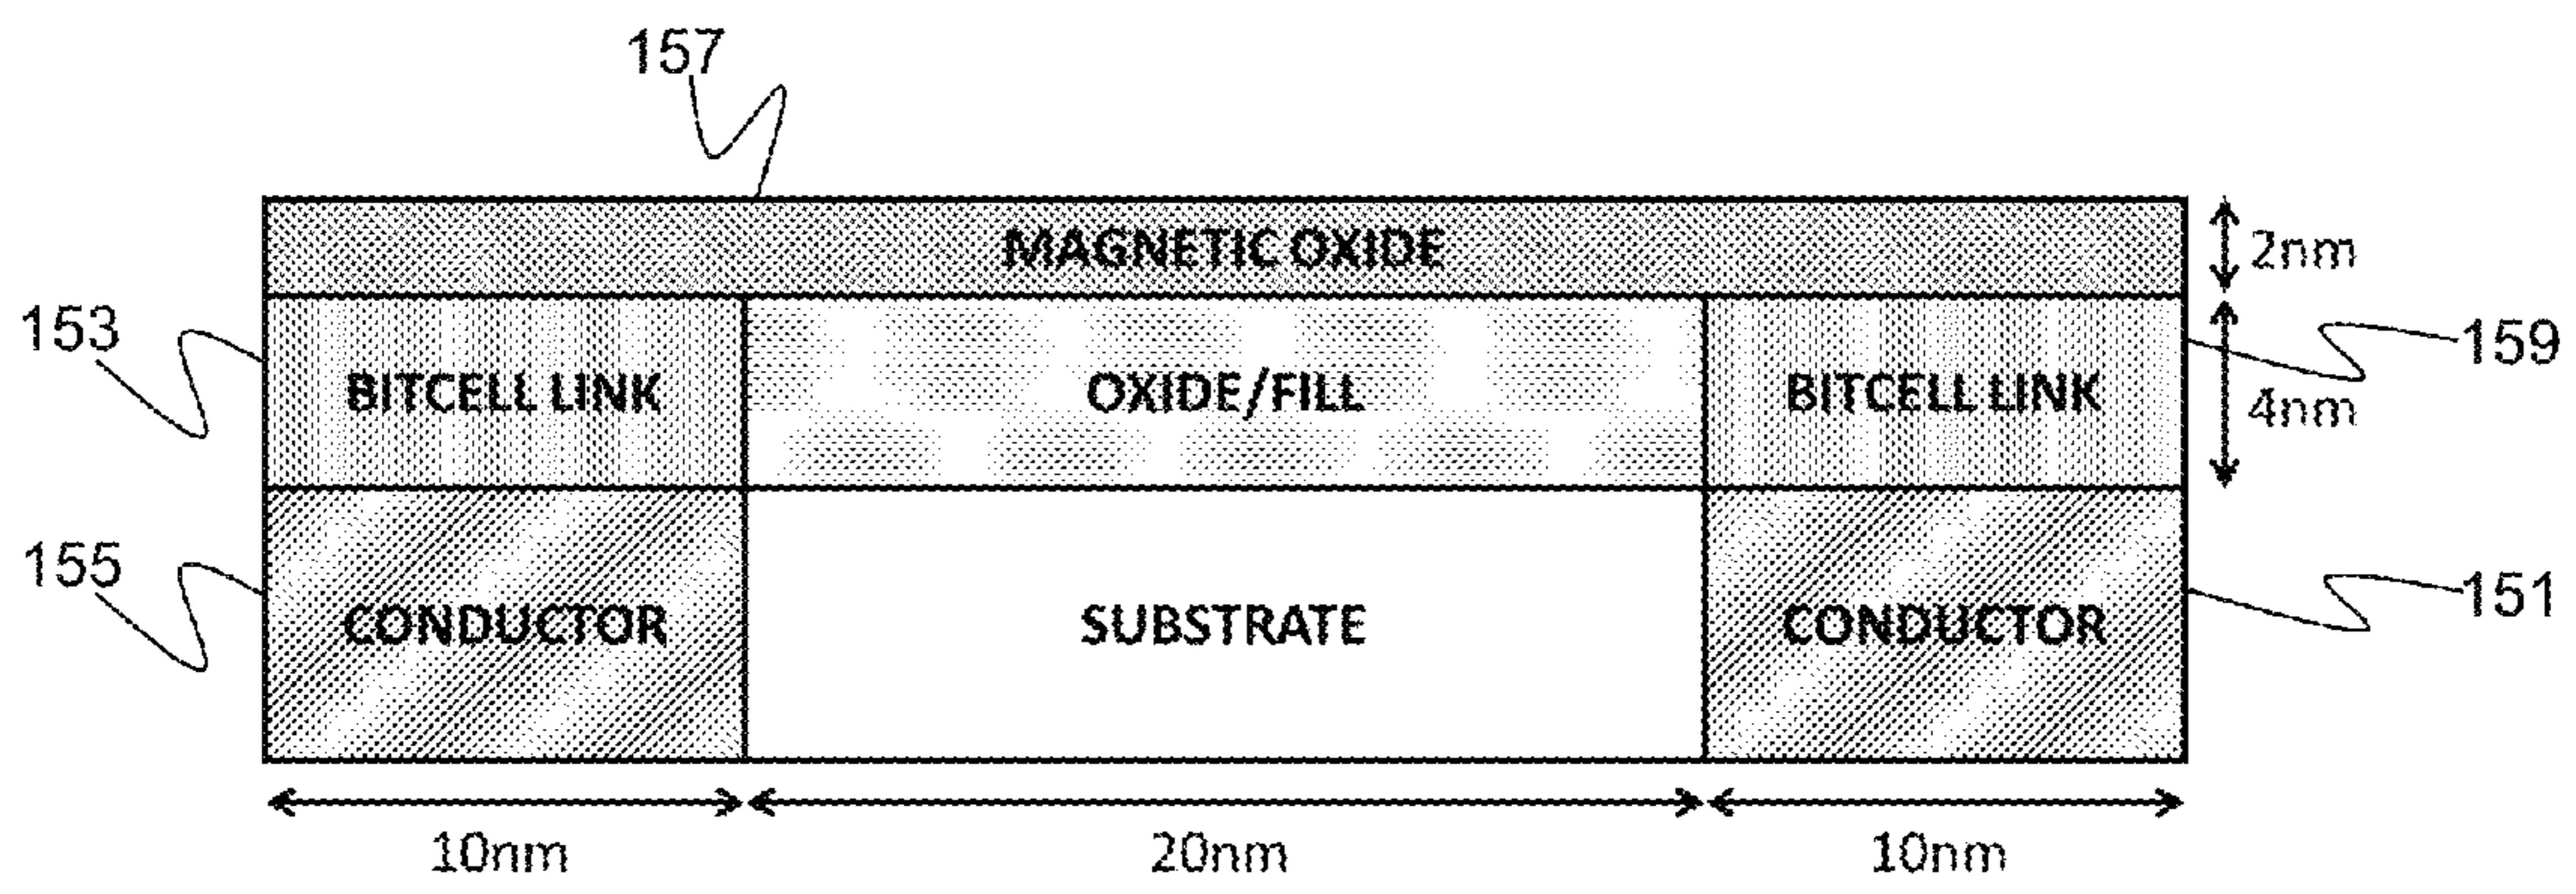 157
MAGNETIC OXIDE
2nm
153
BITCELL LINK
OXIDE/FILL
BITCELL LINK
159
4nm
155
CONDUCTOR
SUBSTRATE
CONDUCTOR
151
10nm
20nm
10nm